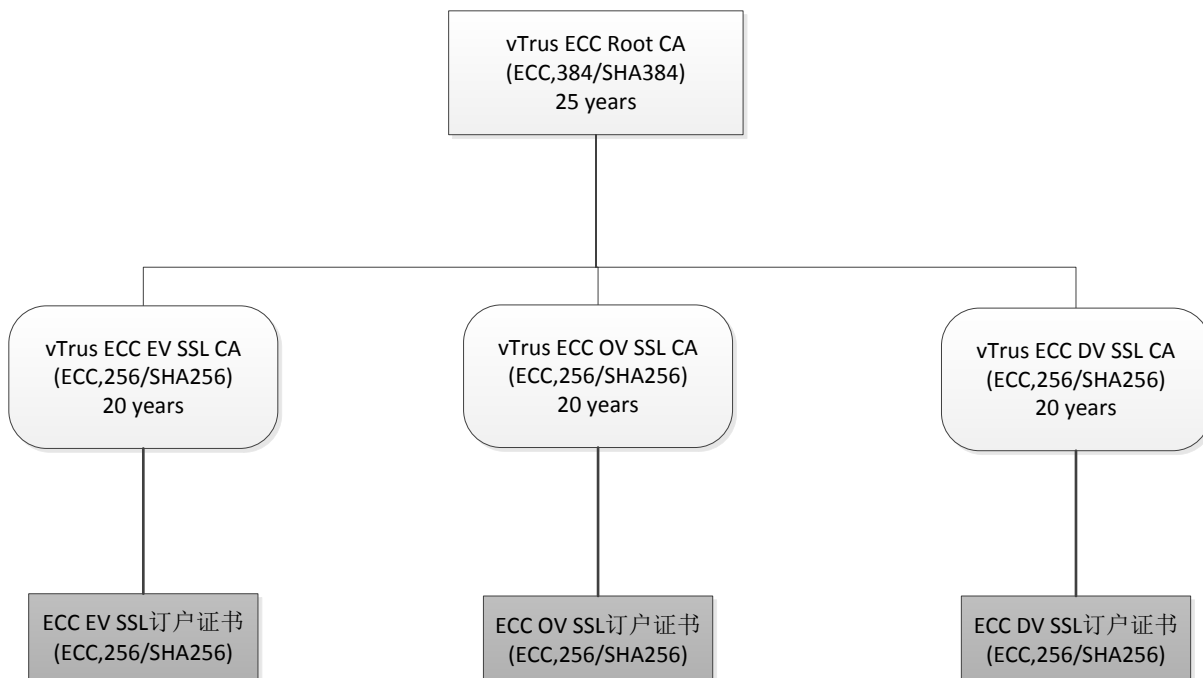 vTrus ECC Root CA
(ECC,384/SHA384)
25 years
vTrus ECC EV SSL CA
(ECC,256/SHA256)
20 years
vTrus ECC OV SSL CA
(ECC,256/SHA256)
20 years
vTrus ECC DV SSL CA
(ECC,256/SHA256)
20 years
ECC EV SSL订户证书
(ECC,256/SHA256)
ECC OV SSL订户证书
(ECC,256/SHA256)
ECC DV SSL订户证书
(ECC,256/SHA256)